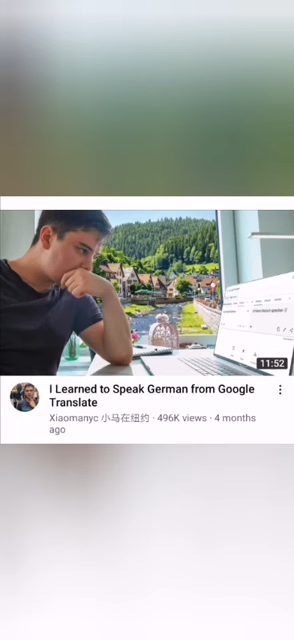 11:52
I Learned to Speak German from Google
Translate
Xiaomanyc 小马在纽约 · 496K views · 4 months
ago